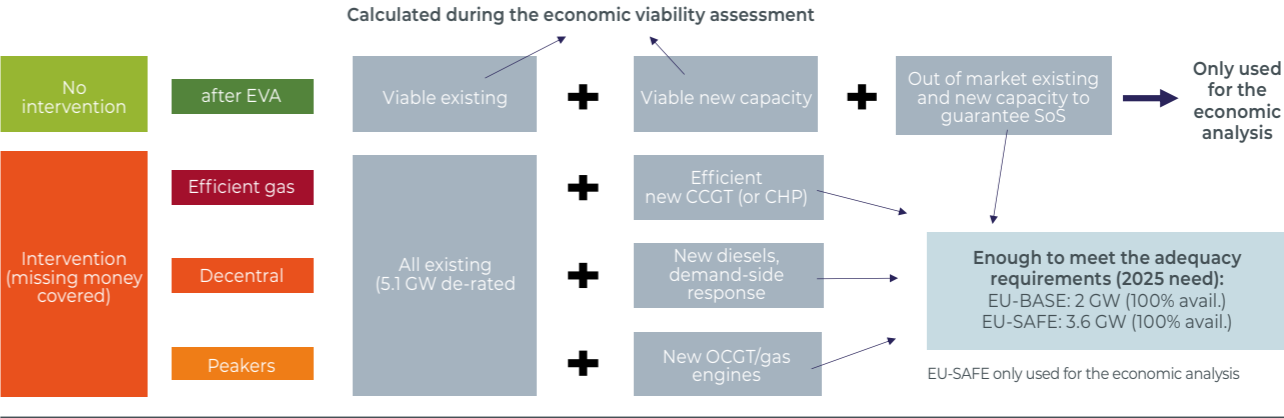 Calculated during the economic viability assessment
No
intervention
after EVA
Viable existing
Viable new capacity
Out of market existing
and new capacity to
guarantee SoS
Only used
for the
economic
analysis
Intervention
(missing money
covered)
Efficient gas
Decentral
Peakers
All existing
(5.1 GW de-rated
Efficient
new CCGT (or CHP)
New diesels,
demand-side
response
New OCGT/gas
engines
Enough to meet the adequacy
requirements (2025 need):
EU-BASE: 2 GW (100% avail.)
EU-SAFE: 3.6 GW (100% avail.)
EU-SAFE only used for the economic analysis